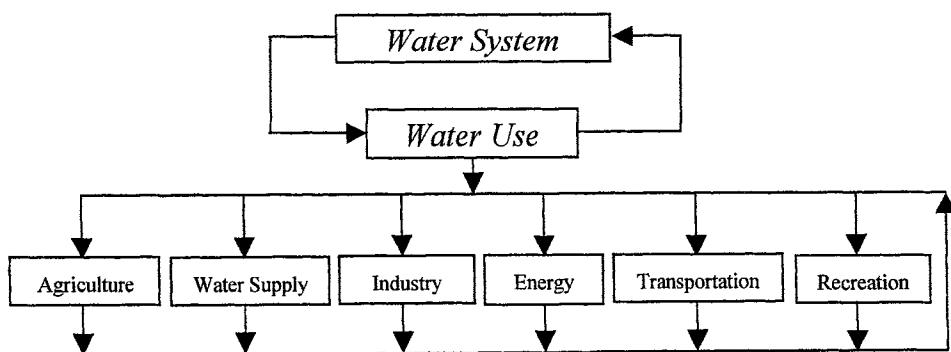 Water System
Water Use
Agriculture
Water Supply
Industry
Energy
Transportation
Recreation